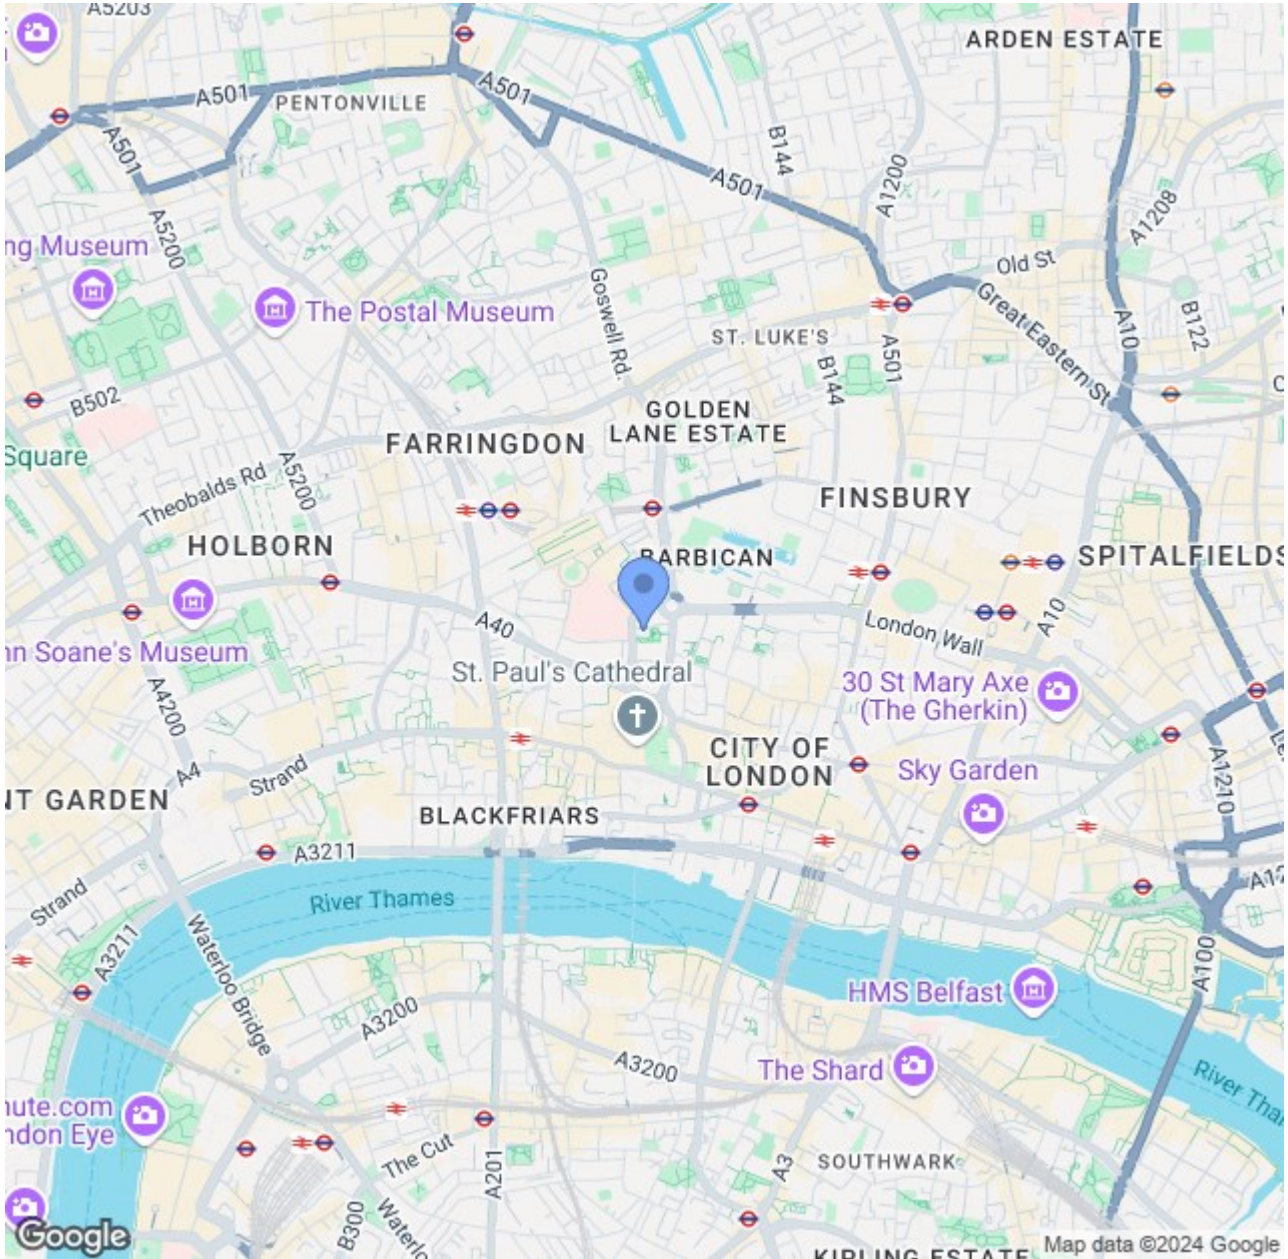 A5203
ARDEN ESTATE
A501
PENTONVILLE
A501
A501
B144
A501
A1200
A1208
A5200
ng Museum
The Postal Museum
Goswell Rd.
Old St
Great Eastern St
A10
B122
ST. LUKE'S
B144
A501
B502
GOLDEN
LANE ESTATE
FARRINGDON
Square
Theobalds Rd
A5200
FINSBURY
HOLBORN
BARBICAN
SPITALFIELDS
A40
London Wall
A10
nn Soane's Museum
St. Paul's Cathedral
30 St Mary Axe
(The Gherkin)
A4200
CITY OF
LONDON
A4
Strand
Sky Garden
A1210
NT GARDEN
BLACKFRIARS
A3211
Strand
River Thames
A3211
Waterloo Bridge
A100
HMS Belfast
A3200
A3200
The Shard
River Tha
nute.com
ndon Eye
The Cut
A201
A3
SOUTHWARK
B300
Waterlo
Google
KIPLING ESTATE
Map data ©2024 Google